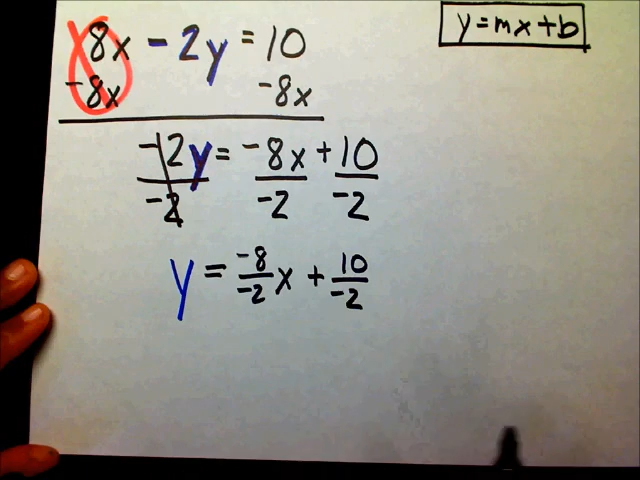 8x - 2y = 10
y = mx + b
-8x -8x
-2y = -8x + 10
-2 -2 -2
y = -8/-2 x + 10/-2